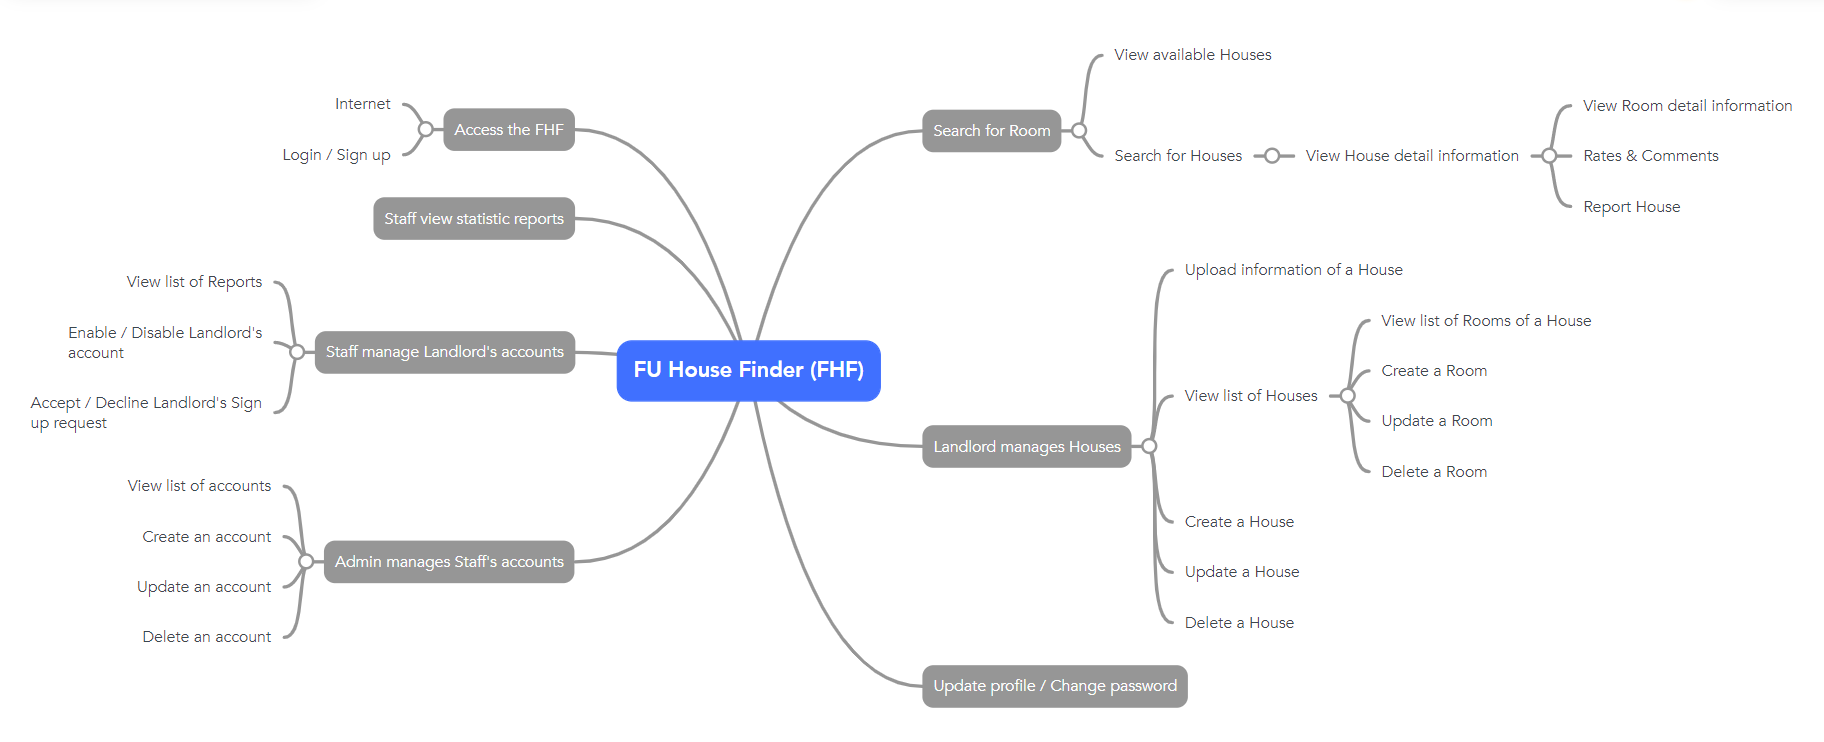 FU House Finder (FHF)
Access the FHF
Internet
Login / Sign up
Staff view statistic reports
Staff manage Landlord's accounts
View list of Reports
Enable / Disable Landlord's
account
Accept / Decline Landlord's Sign
up request
Admin manages Staff's accounts
View list of accounts
Create an account
Update an account
Delete an account
Search for Room
View available Houses
Search for Houses
View House detail information
View Room detail information
Rates & Comments
Report House
Landlord manages Houses
Upload information of a House
View list of Houses
View list of Rooms of a House
Create a Room
Update a Room
Delete a Room
Create a House
Update a House
Delete a House
Update profile / Change password